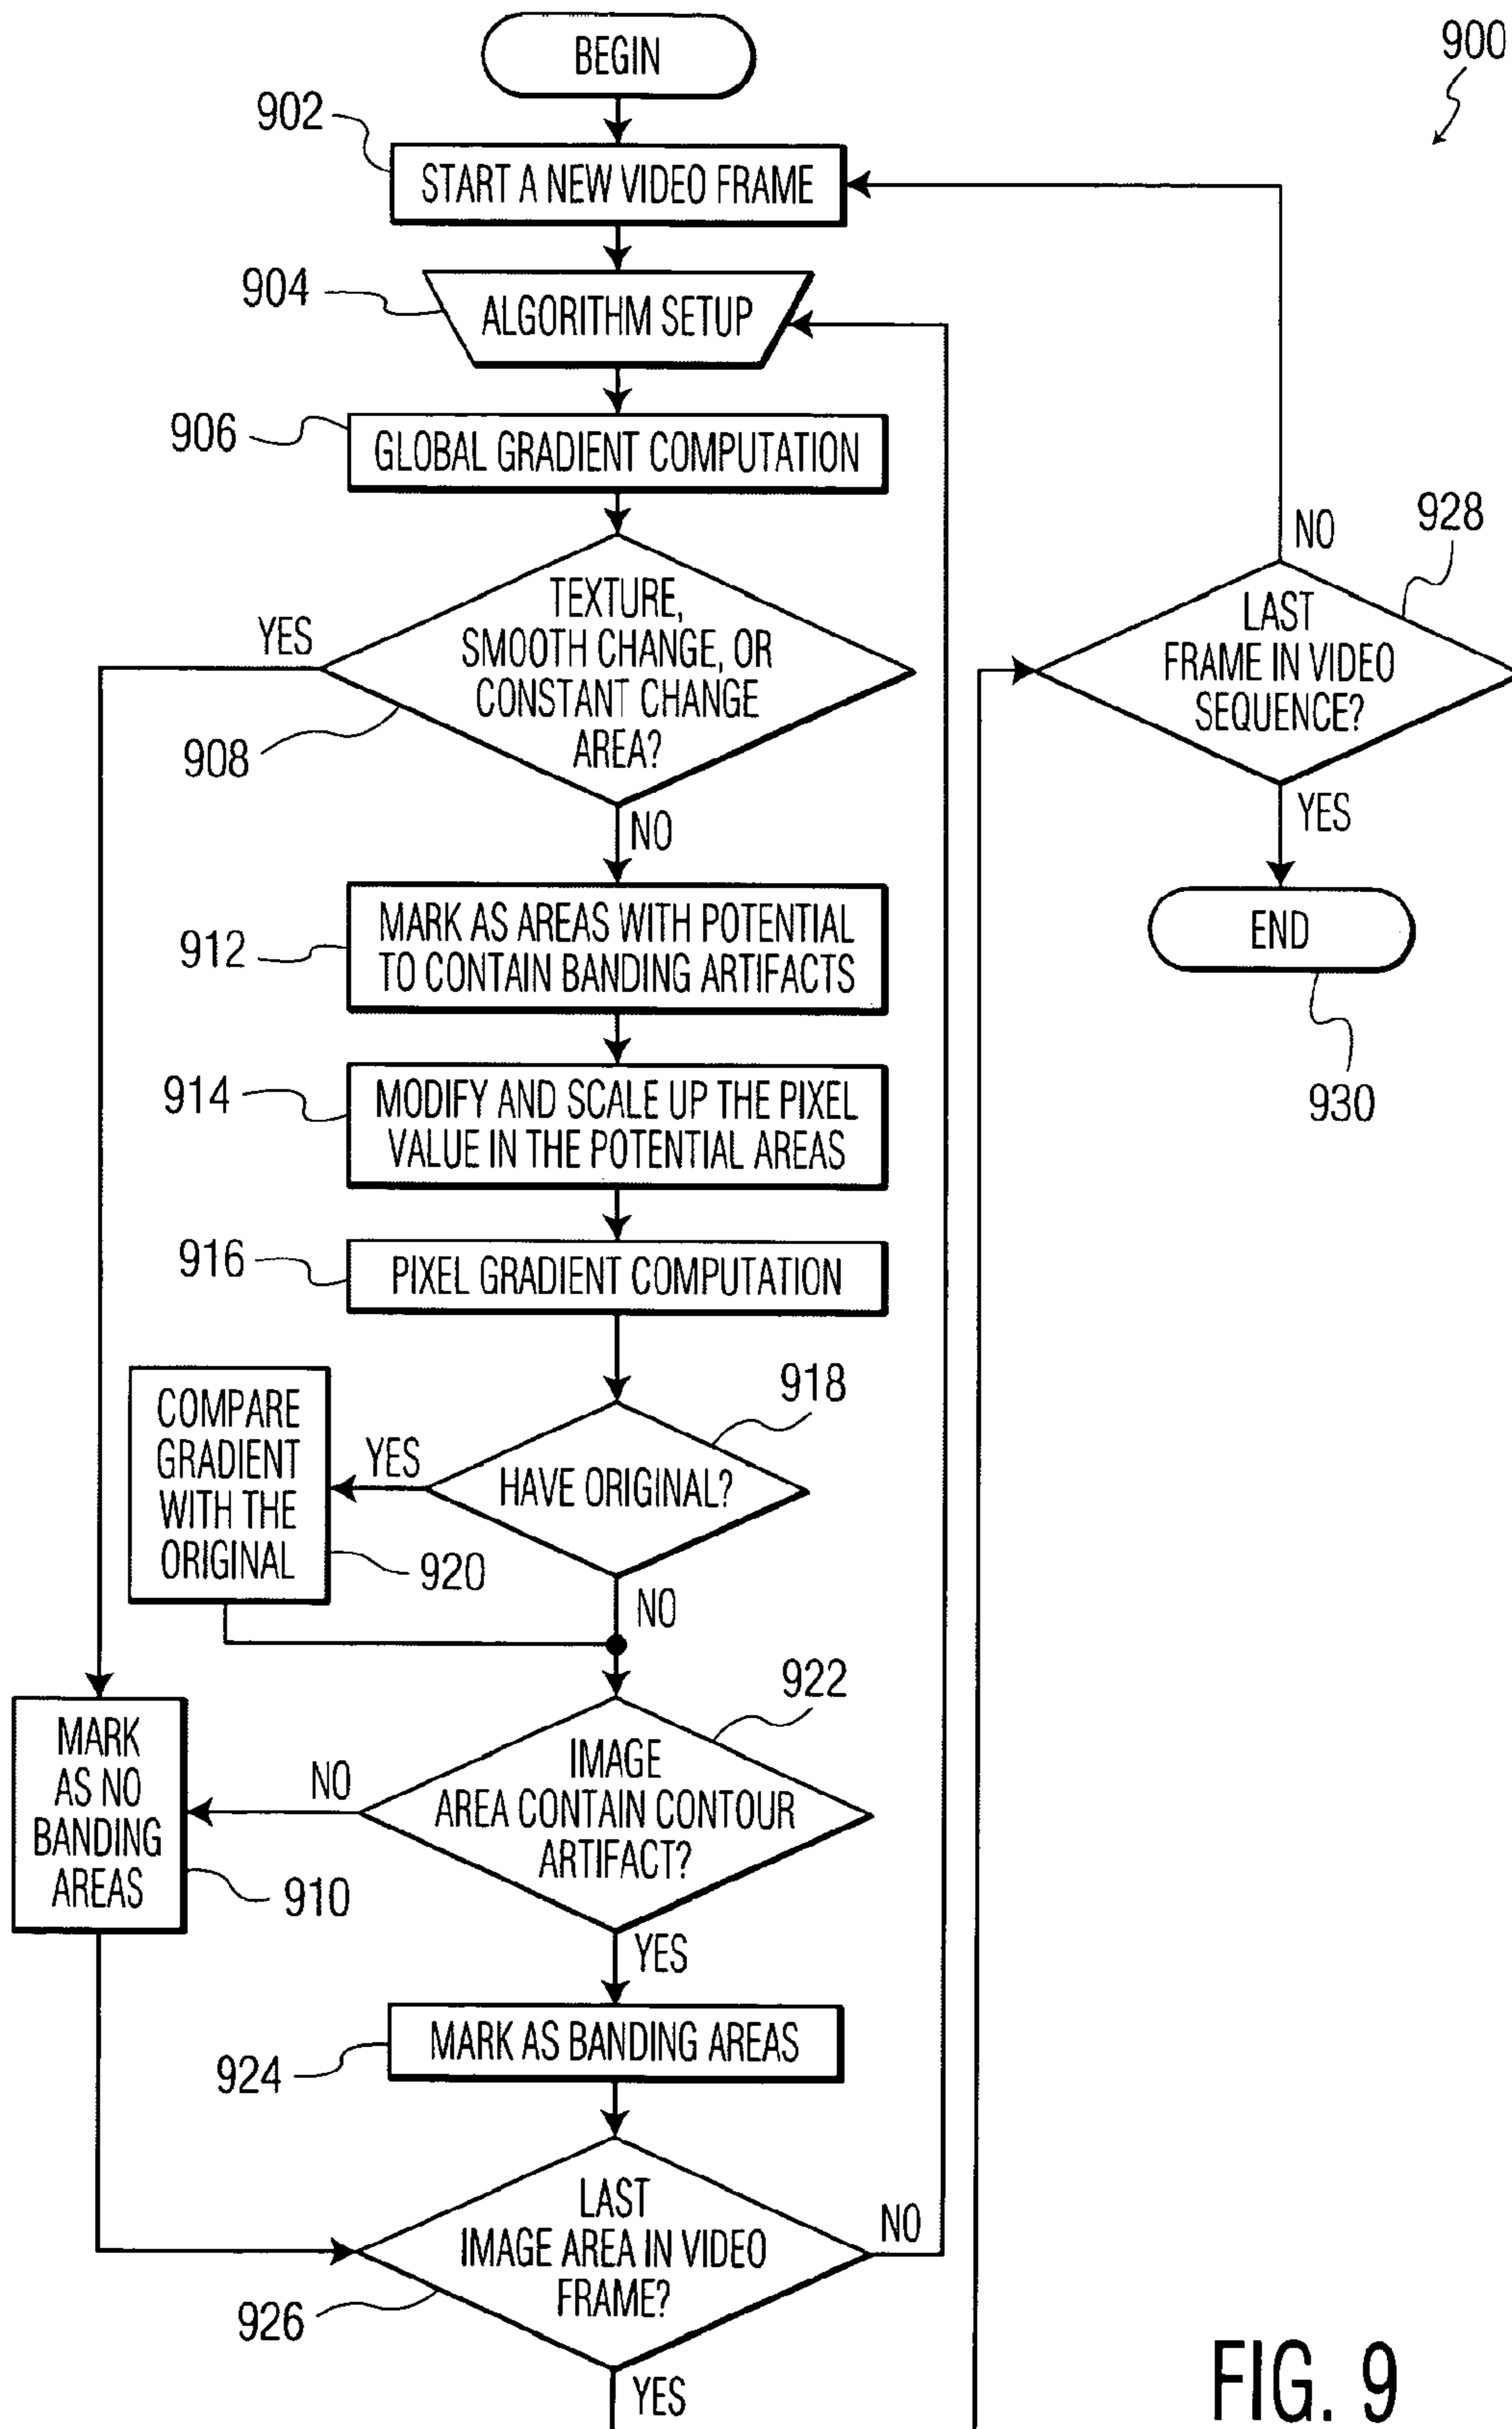 BEGIN
900
902
START A NEW VIDEO FRAME
904
ALGORITHM SETUP
906
GLOBAL GRADIENT COMPUTATION
TEXTURE,
SMOOTH CHANGE, OR
CONSTANT CHANGE
AREA?
YES
908
NO
912
MARK AS AREAS WITH POTENTIAL
TO CONTAIN BANDING ARTIFACTS
914
MODIFY AND SCALE UP THE PIXEL
VALUE IN THE POTENTIAL AREAS
916
PIXEL GRADIENT COMPUTATION
918
HAVE ORIGINAL?
YES
COMPARE
GRADIENT
WITH THE
ORIGINAL
920
NO
922
IMAGE
AREA CONTAIN CONTOUR
ARTIFACT?
NO
MARK
AS NO
BANDING
AREAS
910
YES
924
MARK AS BANDING AREAS
LAST
IMAGE AREA IN VIDEO
FRAME?
NO
926
YES
928
NO
LAST
FRAME IN VIDEO
SEQUENCE?
YES
END
930
FIG. 9